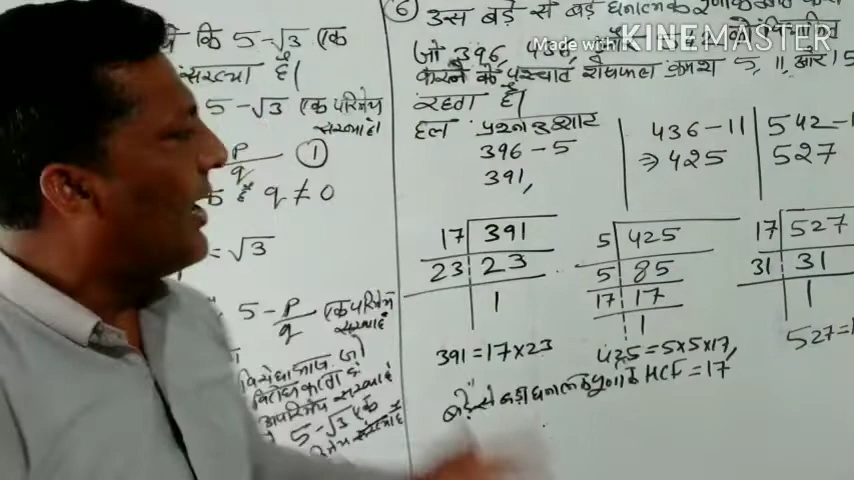 कि 5-√3 एक
संख्या है।
5-√3 एक परिमेय
संख्या है।
P/q ①
q ≠ 0
= √3
5-P/q एक परिमेय
संख्या है
5-√3 एक
⑥ उस बड़े से बड़े धनात्मक
जो 396, 436, और 542 को विभाजित
करने के पश्चात शेषफल क्रमश 5, 11, और 15
रहता है।
Made with KINEMASTER
हल प्रश्नानुसार
396 - 5
391,
436 - 11
⇒ 425
542 - 1
527
17 | 391
23 | 23
1
5 | 425
5 | 85
17 | 17
1
17 | 527
31 | 31
1
391 = 17×23
425 = 5×5×17,
527 = 1
बड़े से बड़ा धनात्मक पूर्णांक HCF = 17